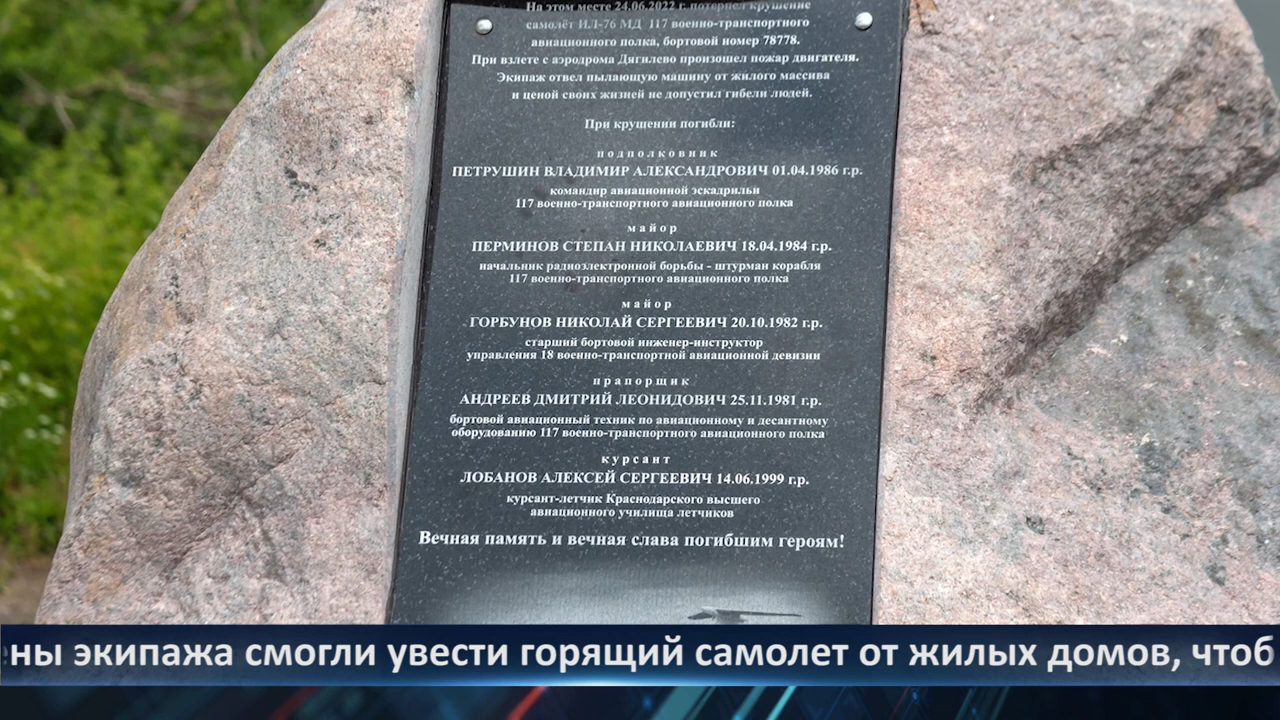 На этом месте 24.06.2022 г. потерпел крушение
самолёт ИЛ-76 МД 117 военно-транспортного
авиационного полка, бортовой номер 78778.
При взлете с аэродрома Дягилево произошел пожар двигателя.
Экипаж отвел пылающую машину от жилого массива
и ценой своих жизней не допустил гибели людей.
При крушении погибли:
подполковник
ПЕТРУШИН ВЛАДИМИР АЛЕКСАНДРОВИЧ 01.04.1986 г.р.
командир авиационной эскадрильи
117 военно-транспортного авиационного полка
майор
ПЕРМИНОВ СТЕПАН НИКОЛАЕВИЧ 18.04.1984 г.р.
начальник радиоэлектронной борьбы - штурман корабля
117 военно-транспортного авиационного полка
майор
ГОРБУНОВ НИКОЛАЙ СЕРГЕЕВИЧ 20.10.1982 г.р.
старший бортовой инженер-инструктор
управления 18 военно-транспортной авиационной девизии
прапорщик
АНДРЕЕВ ДМИТРИЙ ЛЕОНИДОВИЧ 25.11.1981 г.р.
бортовой авиационный техник по авиационному и десантному
оборудованию 117 военно-транспортного авиационного полка
курсант
ЛОБАНОВ АЛЕКСЕЙ СЕРГЕЕВИЧ 14.06.1999 г.р.
курсант-летчик Краснодарского высшего
авиационного училища летчиков
Вечная память и вечная слава погибшим героям!
ены экипажа смогли увести горящий самолет от жилых домов, чтоб